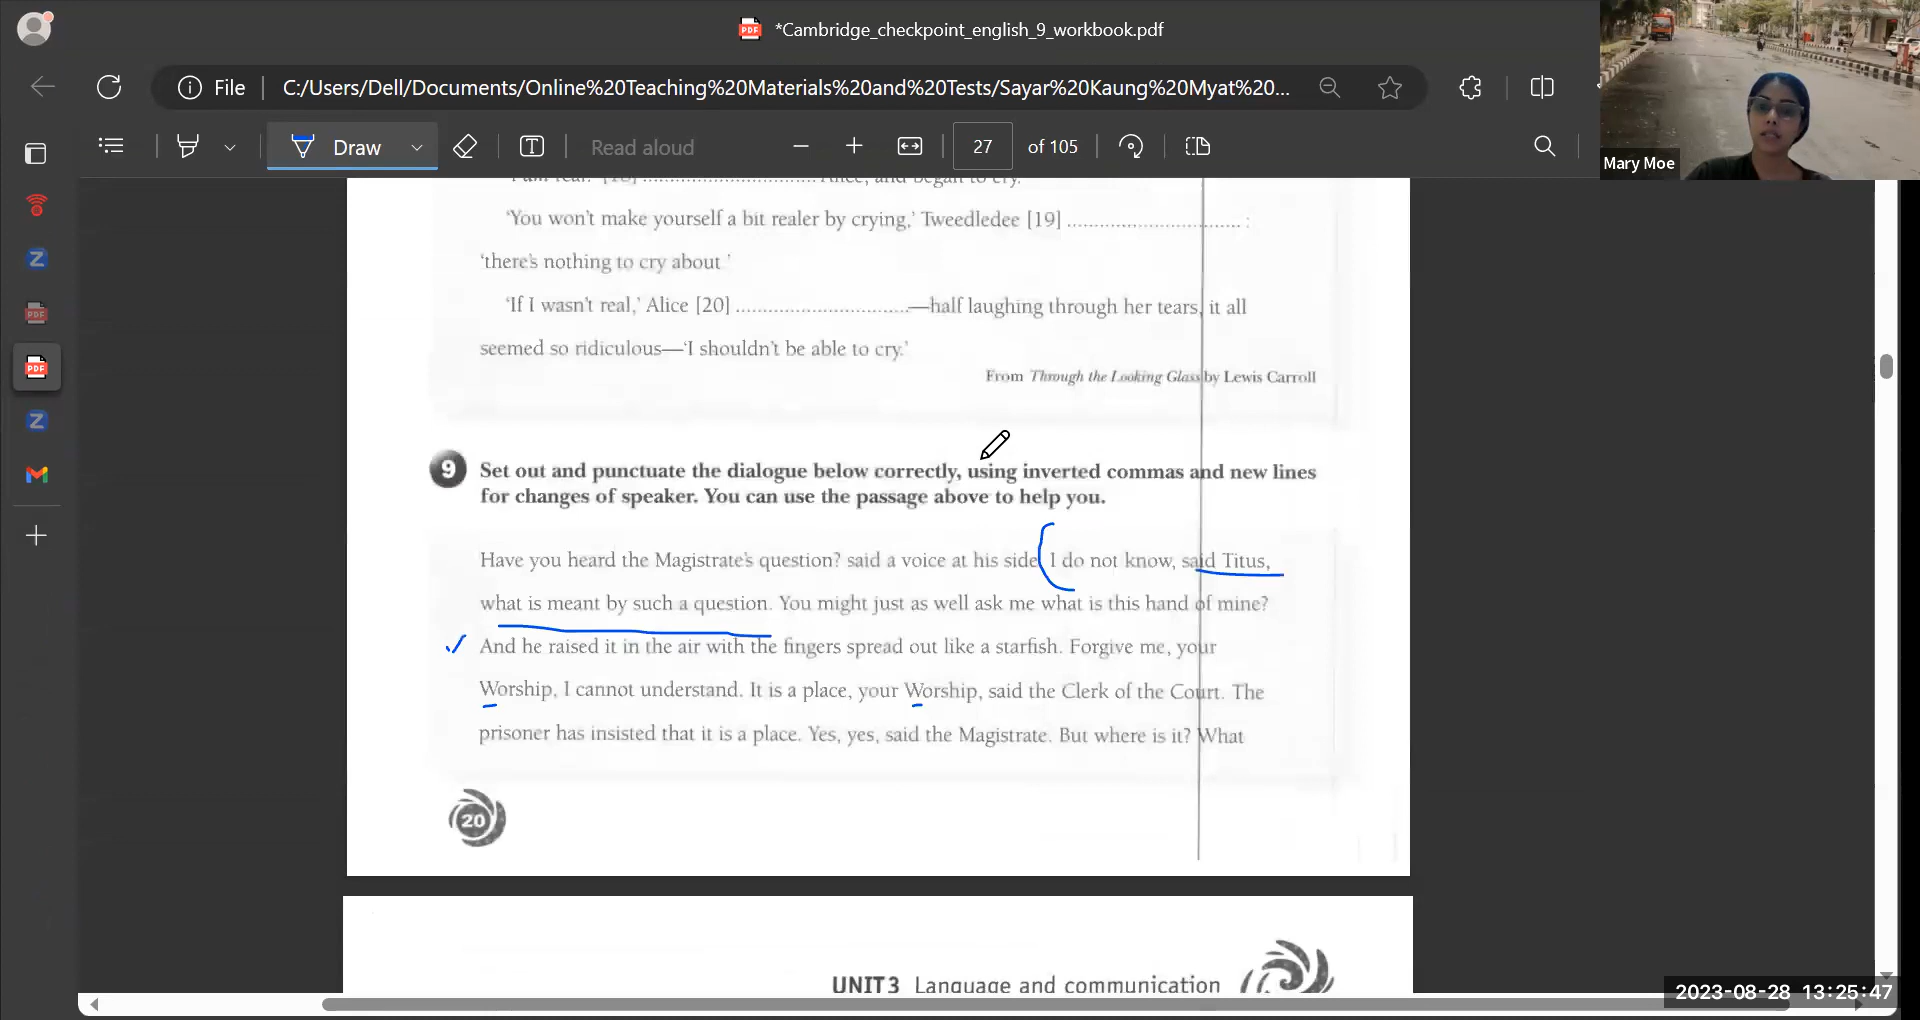 *Cambridge_checkpoint_english_9_workbook.pdf
File
C:/Users/Dell/Documents/Online%20Teaching%20Materials%20and%20Tests/Sayar%20Kaung%20Myat%20...
Draw
Read aloud
27
of 105
Mary Moe
'I am real!' [18] .............................. Alice, and began to cry.
'You won't make yourself a bit realer by crying,' Tweedledee [19] .............................. :
'there's nothing to cry about.'
'If I wasn't real,' Alice [20] ..............................—half laughing through her tears, it all
seemed so ridiculous—'I shouldn't be able to cry.'
From Through the Looking Glass by Lewis Carroll
9 Set out and punctuate the dialogue below correctly, using inverted commas and new lines
for changes of speaker. You can use the passage above to help you.
Have you heard the Magistrate's question? said a voice at his side. I do not know, said Titus,
what is meant by such a question. You might just as well ask me what is this hand of mine?
And he raised it in the air with the fingers spread out like a starfish. Forgive me, your
Worship, I cannot understand. It is a place, your Worship, said the Clerk of the Court. The
prisoner has insisted that it is a place. Yes, yes, said the Magistrate. But where is it? What
20
UNIT 3 Language and communication
2023-08-28 13:25:47